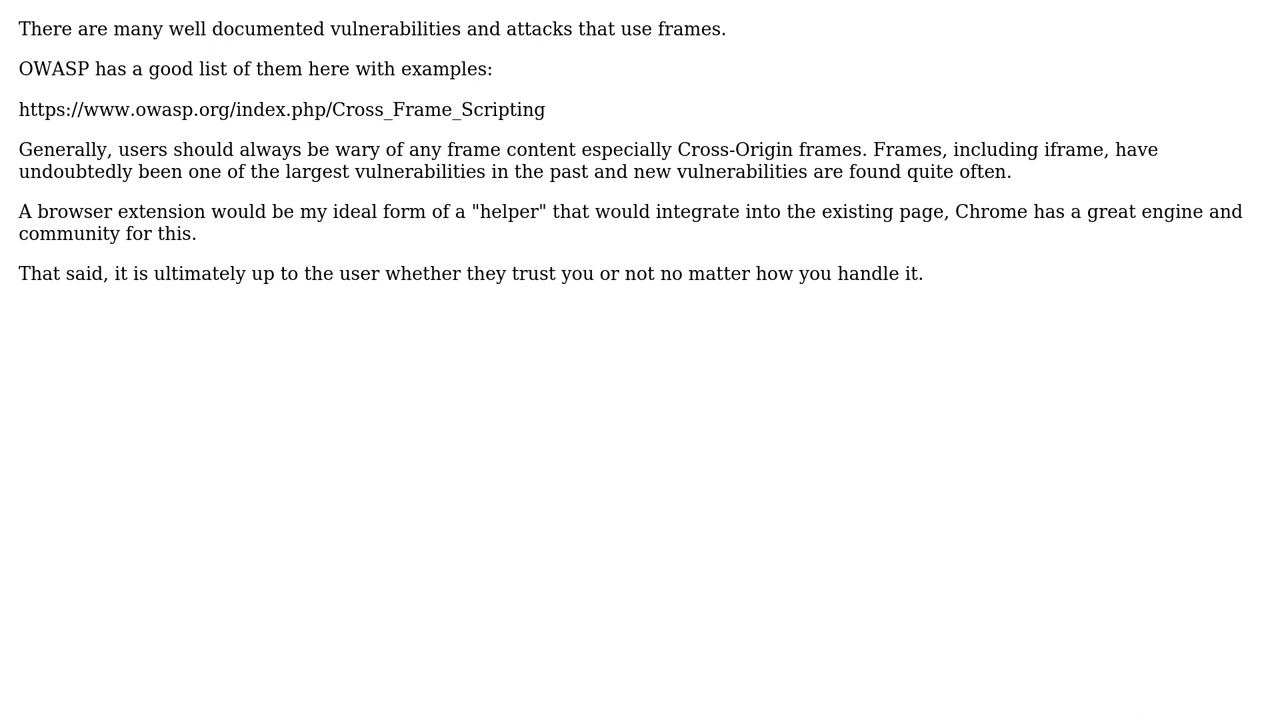 There are many well documented vulnerabilities and attacks that use frames.
OWASP has a good list of them here with examples:
https://www.owasp.org/index.php/Cross_Frame_Scripting
Generally, users should always be wary of any frame content especially Cross-Origin frames. Frames, including iframe, have
undoubtedly been one of the largest vulnerabilities in the past and new vulnerabilities are found quite often.
A browser extension would be my ideal form of a "helper" that would integrate into the existing page, Chrome has a great engine and
community for this.
That said, it is ultimately up to the user whether they trust you or not no matter how you handle it.